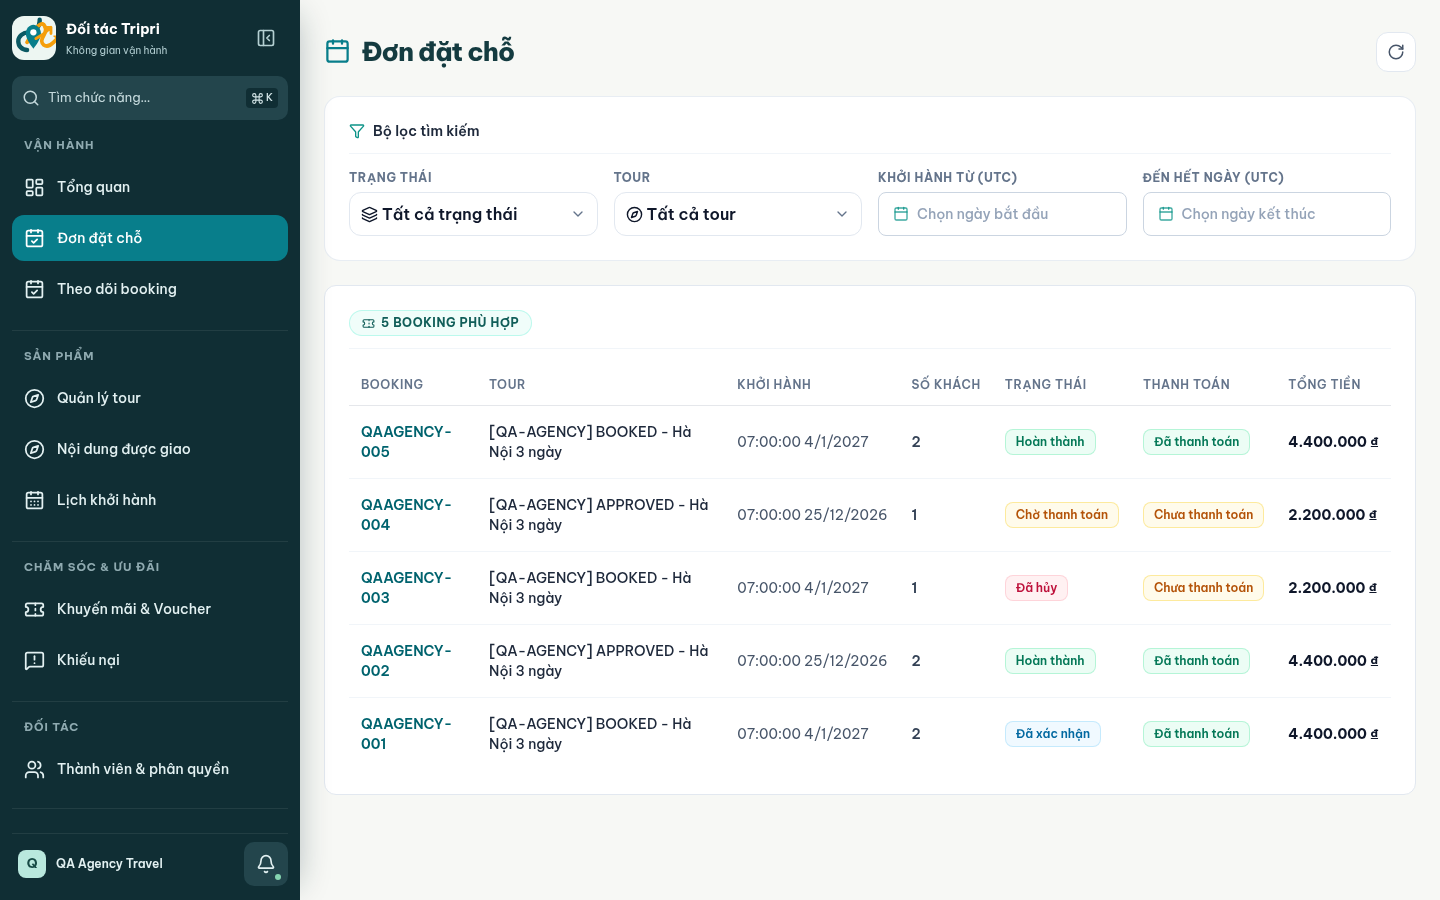 Đối tác Tripri
Không gian vận hành
Tìm chức năng...
⌘K
VẬN HÀNH
Tổng quan
Đơn đặt chỗ
Theo dõi booking
SẢN PHẨM
Quản lý tour
Nội dung được giao
Lịch khởi hành
CHĂM SÓC & ƯU ĐÃI
Khuyến mãi & Voucher
Khiếu nại
ĐỐI TÁC
Thành viên & phân quyền
Q
QA Agency Travel
Đơn đặt chỗ
Bộ lọc tìm kiếm
TRẠNG THÁI
TOUR
KHỞI HÀNH TỪ (UTC)
ĐẾN HẾT NGÀY (UTC)
Tất cả trạng thái
Tất cả tour
Chọn ngày bắt đầu
Chọn ngày kết thúc
5 BOOKING PHÙ HỢP
BOOKING TOUR KHỞI HÀNH SỐ KHÁCH TRẠNG THÁI THANH TOÁN TỔNG TIỀN
QAAGENCY-
005
[QA-AGENCY] BOOKED - Hà
Nội 3 ngày
07:00:00 4/1/2027
2
Hoàn thành
Đã thanh toán
4.400.000 ₫
QAAGENCY-
004
[QA-AGENCY] APPROVED - Hà
Nội 3 ngày
07:00:00 25/12/2026
1
Chờ thanh toán
Chưa thanh toán
2.200.000 ₫
QAAGENCY-
003
[QA-AGENCY] BOOKED - Hà
Nội 3 ngày
07:00:00 4/1/2027
1
Đã hủy
Chưa thanh toán
2.200.000 ₫
QAAGENCY-
002
[QA-AGENCY] APPROVED - Hà
Nội 3 ngày
07:00:00 25/12/2026
2
Hoàn thành
Đã thanh toán
4.400.000 ₫
QAAGENCY-
001
[QA-AGENCY] BOOKED - Hà
Nội 3 ngày
07:00:00 4/1/2027
2
Đã xác nhận
Đã thanh toán
4.400.000 ₫